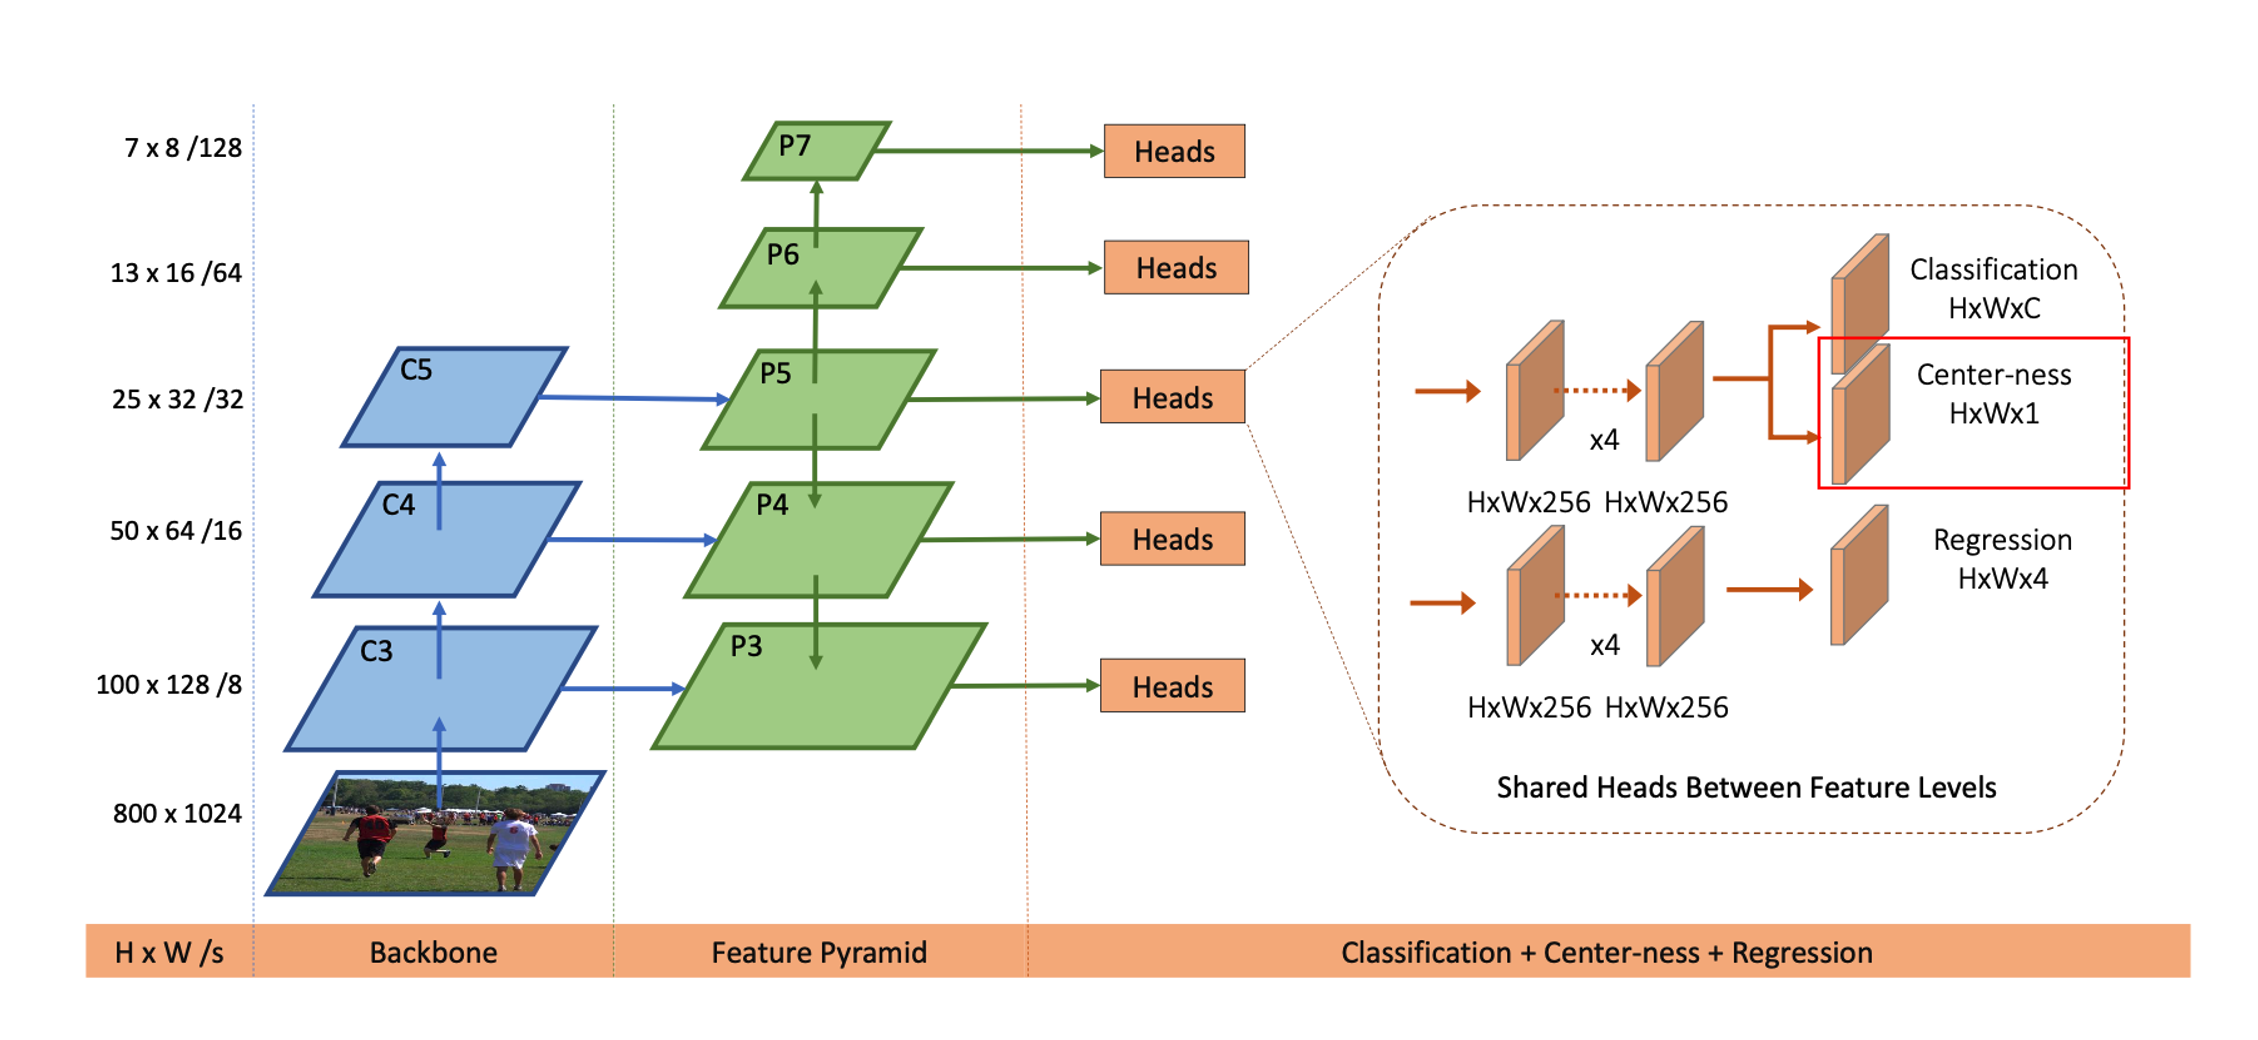 7 x 8 /128
13 x 16 /64
25 x 32 /32
50 x 64 /16
100 x 128 /8
800 x 1024
C5
C4
C3
P7
P6
P5
P4
P3
Heads
Heads
Heads
Heads
Heads
Classification
HxWxC
Center-ness
HxWx1
x4
HxWx256 HxWx256
Regression
HxWx4
x4
HxWx256 HxWx256
Shared Heads Between Feature Levels
H x W /s
Backbone
Feature Pyramid
Classification + Center-ness + Regression